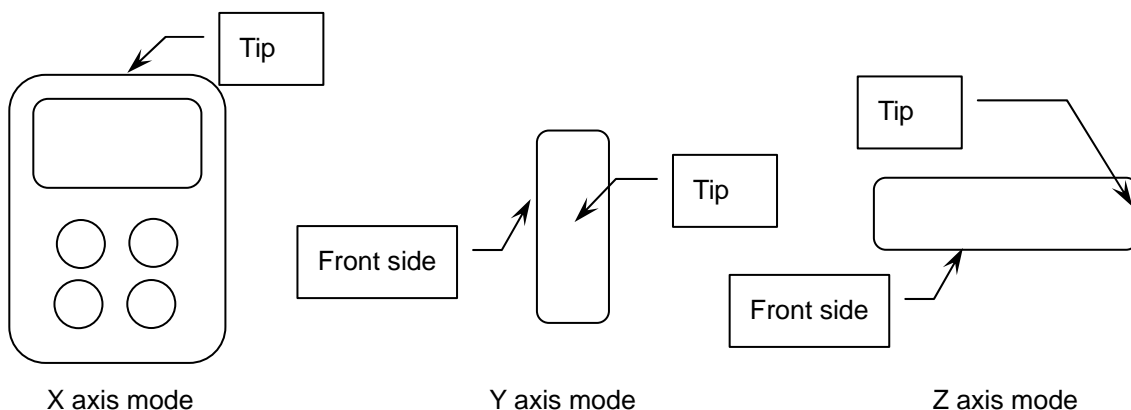 Tip
Tip
Tip
Front side
Front side
X axis mode
Y axis mode
Z axis mode